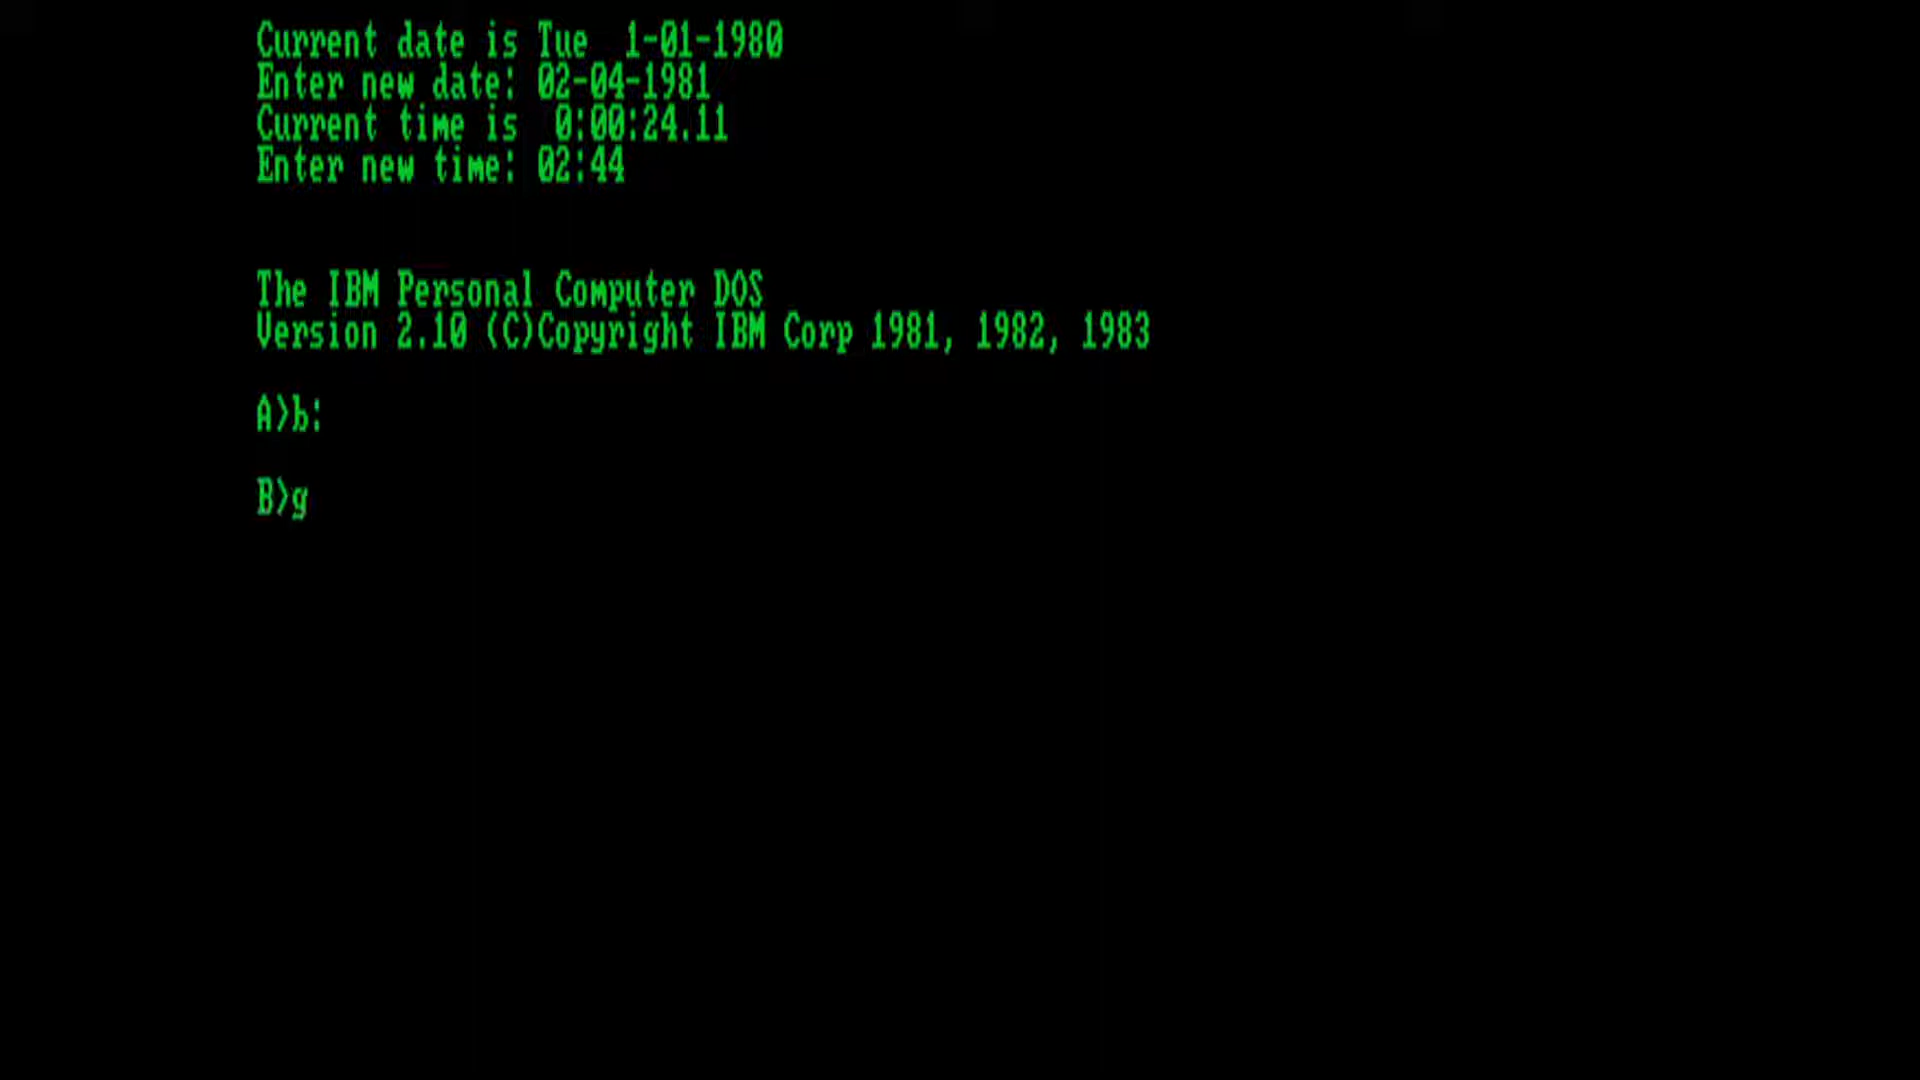 Current date is Tue  1-01-1980
Enter new date: 02-04-1981
Current time is  0:00:24.11
Enter new time: 02:44
The IBM Personal Computer DOS
Version 2.10 (C)Copyright IBM Corp 1981, 1982, 1983
A>b:
B>g